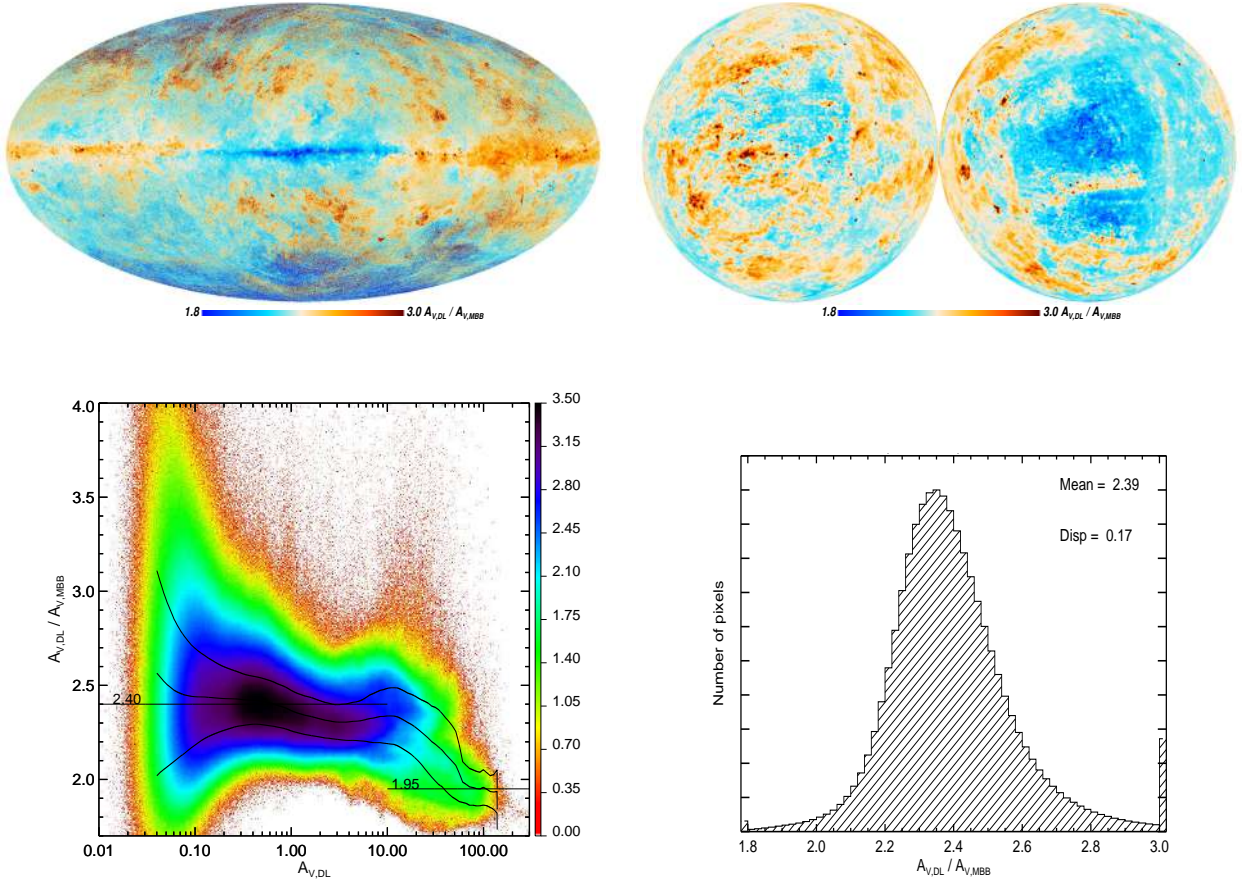 1.8 3.0 A_V,DL / A_V,MBB
1.8 3.0 A_V,DL / A_V,MBB
4.0
3.5
3.0
2.5
2.0
A_V,DL / A_V,MBB
2.40
1.95
0.01 0.10 1.00 10.00 100.00
A_V,DL
3.50
3.15
2.80
2.45
2.10
1.75
1.40
1.05
0.70
0.35
0.00
Mean = 2.39
Disp = 0.17
Number of pixels
1.8 2.0 2.2 2.4 2.6 2.8 3.0
A_V,DL / A_V,MBB